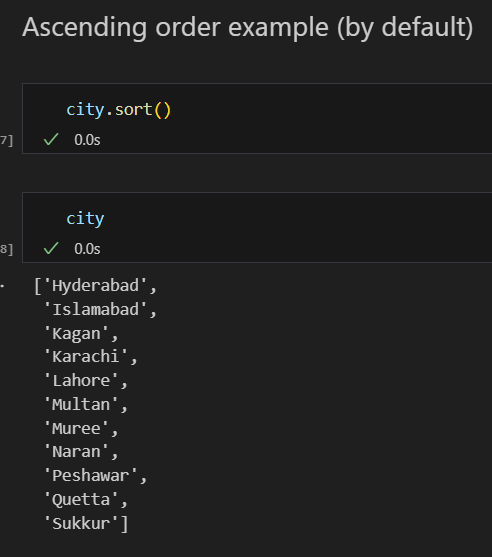 Ascending order example (by default)
city.sort()
7]
0.0s
city
8]
0.0s
['Hyderabad',
'Islamabad',
'Kagan',
'Karachi',
'Lahore',
'Multan',
'Muree',
'Naran',
'Peshawar',
'Quetta',
'Sukkur']